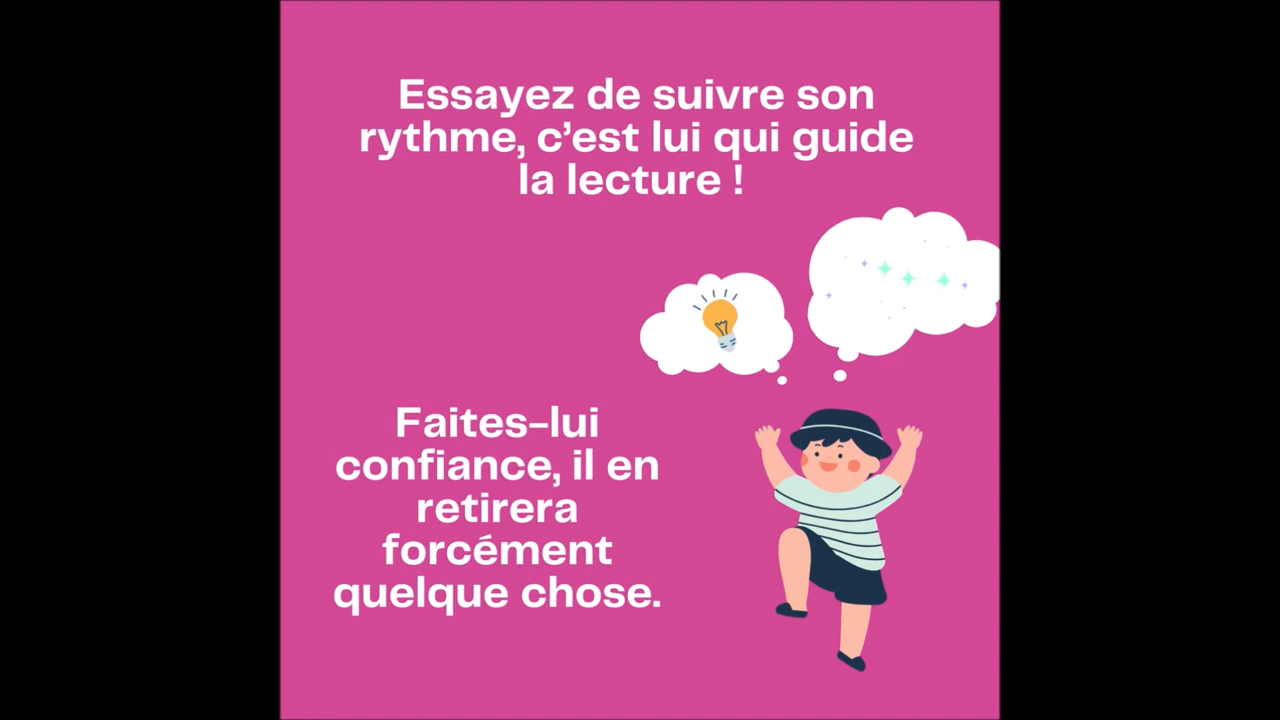 Essayez de suivre son
rythme, c’est lui qui guide
la lecture !
Faites-lui
confiance, il en
retirera
forcément
quelque chose.